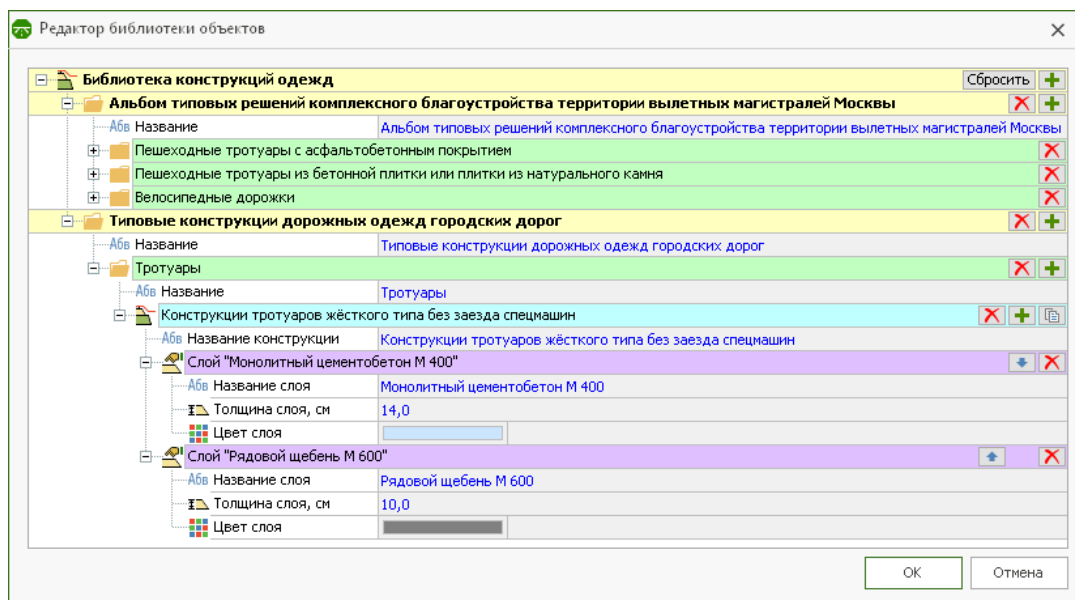 Редактор библиотеки объектов
Библиотека конструкций одежд Сбросить
Альбом типовых решений комплексного благоустройства территории вылетных магистралей Москвы
Абв Название Альбом типовых решений комплексного благоустройства территории вылетных магистралей Москвы
Пешеходные тротуары с асфальтобетонным покрытием
Пешеходные тротуары из бетонной плитки или плитки из натурального камня
Велосипедные дорожки
Типовые конструкции дорожных одежд городских дорог
Абв Название Типовые конструкции дорожных одежд городских дорог
Тротуары
Абв Название Тротуары
Конструкции тротуаров жёсткого типа без заезда спецмашин
Абв Название конструкции Конструкции тротуаров жёсткого типа без заезда спецмашин
Слой "Монолитный цементобетон М 400"
Абв Название слоя Монолитный цементобетон М 400
Толщина слоя, см 14,0
Цвет слоя
Слой "Рядовой щебень М 600"
Абв Название слоя Рядовой щебень М 600
Толщина слоя, см 10,0
Цвет слоя
ОК Отмена